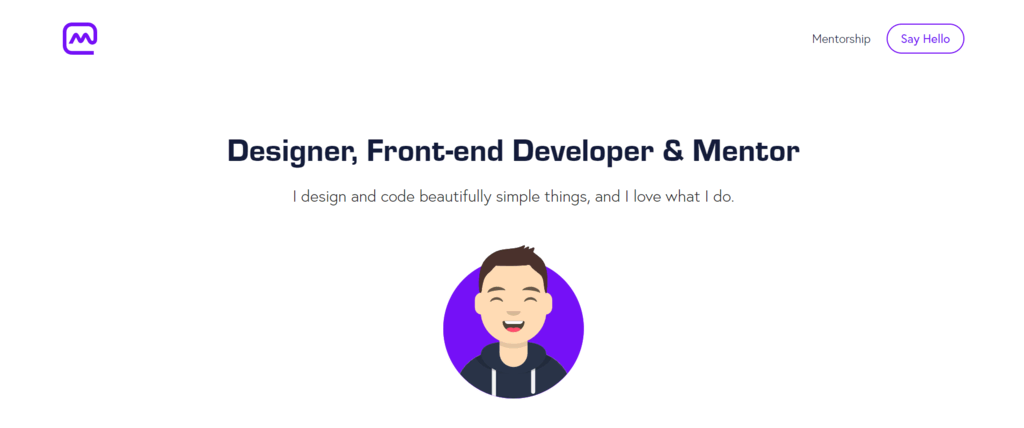 Mentorship
Say Hello
Designer, Front-end Developer & Mentor
I design and code beautifully simple things, and I love what I do.